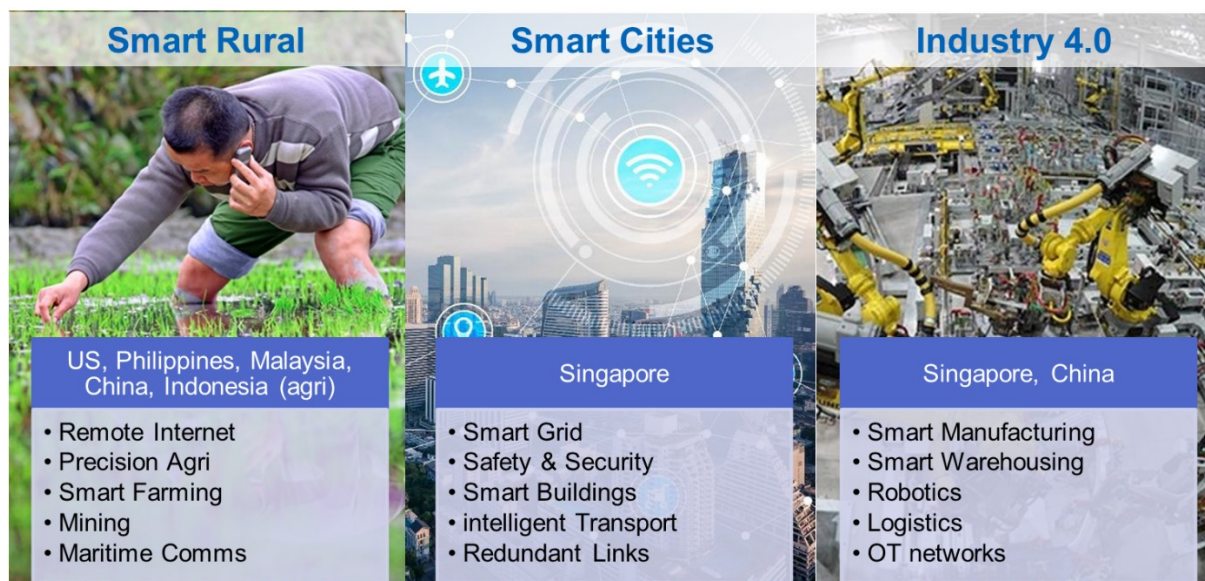 Smart Rural
US, Philippines, Malaysia,
China, Indonesia (agri)
• Remote Internet
• Precision Agri
• Smart Farming
• Mining
• Maritime Comms
Smart Cities
Singapore
• Smart Grid
• Safety & Security
• Smart Buildings
• intelligent Transport
• Redundant Links
Industry 4.0
Singapore, China
• Smart Manufacturing
• Smart Warehousing
• Robotics
• Logistics
• OT networks